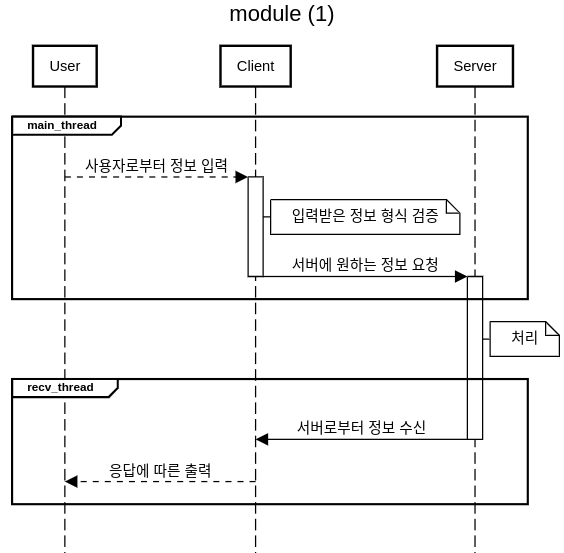 module (1)
User
Client
Server
main_thread
사용자로부터 정보 입력
입력받은 정보 형식 검증
서버에 원하는 정보 요청
처리
recv_thread
서버로부터 정보 수신
응답에 따른 출력